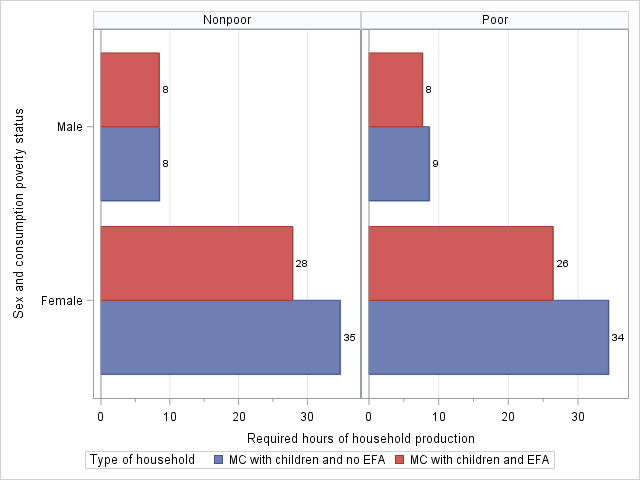 Nonpoor
Poor
Sex and consumption poverty status
Male
8
8
8
9
Female
28
35
26
34
0 10 20 30 0 10 20 30
Required hours of household production
Type of household MC with children and no EFA MC with children and EFA